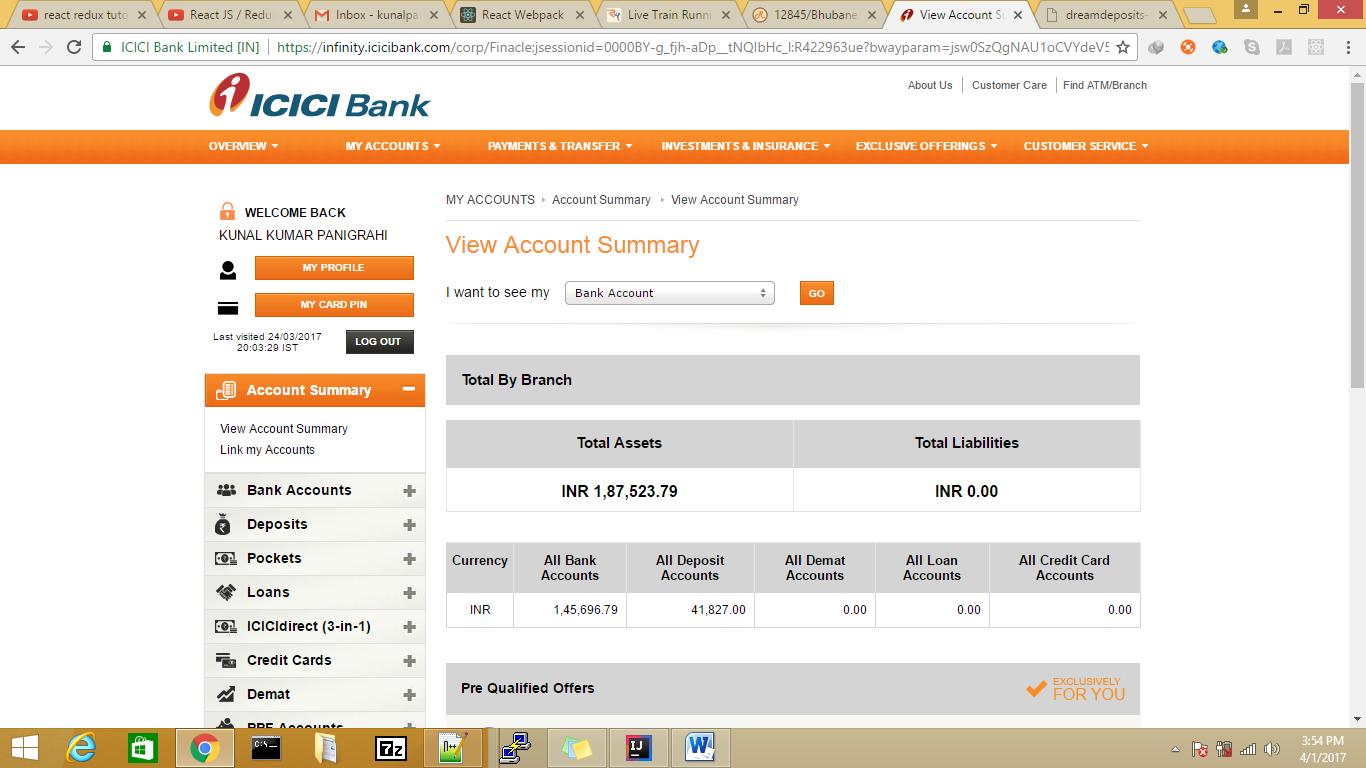 react redux tuto
React JS / Redu
Inbox - kunalpa
React Webpack
Live Train Runni
12845/Bhubane
View Account Su
dreamdeposits-
ICICI Bank Limited [IN] https://infinity.icicibank.com/corp/Finacle;jsessionid=0000BY-g_fjh-aDp__tNQIbHc_I:R422963ue?bwayparam=jsw0SzQgNAU1oCVYdeV5
ICICI Bank
About Us Customer Care Find ATM/Branch
OVERVIEW MY ACCOUNTS PAYMENTS & TRANSFER INVESTMENTS & INSURANCE EXCLUSIVE OFFERINGS CUSTOMER SERVICE
WELCOME BACK
KUNAL KUMAR PANIGRAHI
MY PROFILE
MY CARD PIN
Last visited 24/03/2017
20:03:29 IST
LOG OUT
Account Summary
View Account Summary
Link my Accounts
Bank Accounts
Deposits
Pockets
Loans
ICICIdirect (3-in-1)
Credit Cards
Demat
PPF Accounts
MY ACCOUNTS Account Summary View Account Summary
View Account Summary
I want to see my Bank Account GO
Total By Branch
Total Assets Total Liabilities
INR 1,87,523.79 INR 0.00
Currency All Bank Accounts All Deposit Accounts All Demat Accounts All Loan Accounts All Credit Card Accounts
INR 1,45,696.79 41,827.00 0.00 0.00 0.00
Pre Qualified Offers
EXCLUSIVELY
FOR YOU
C:\_
7z
n++
IJ
W
3:54 PM
4/1/2017